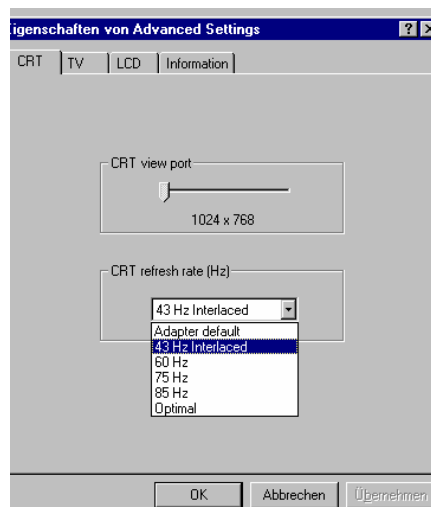 igenschaften von Advanced Settings
CRT TV LCD Information
CRT view port
1024 x 768
CRT refresh rate (Hz)
43 Hz Interlaced
Adapter default
43 Hz Interlaced
60 Hz
75 Hz
85 Hz
Optimal
OK Abbrechen Übernehmen